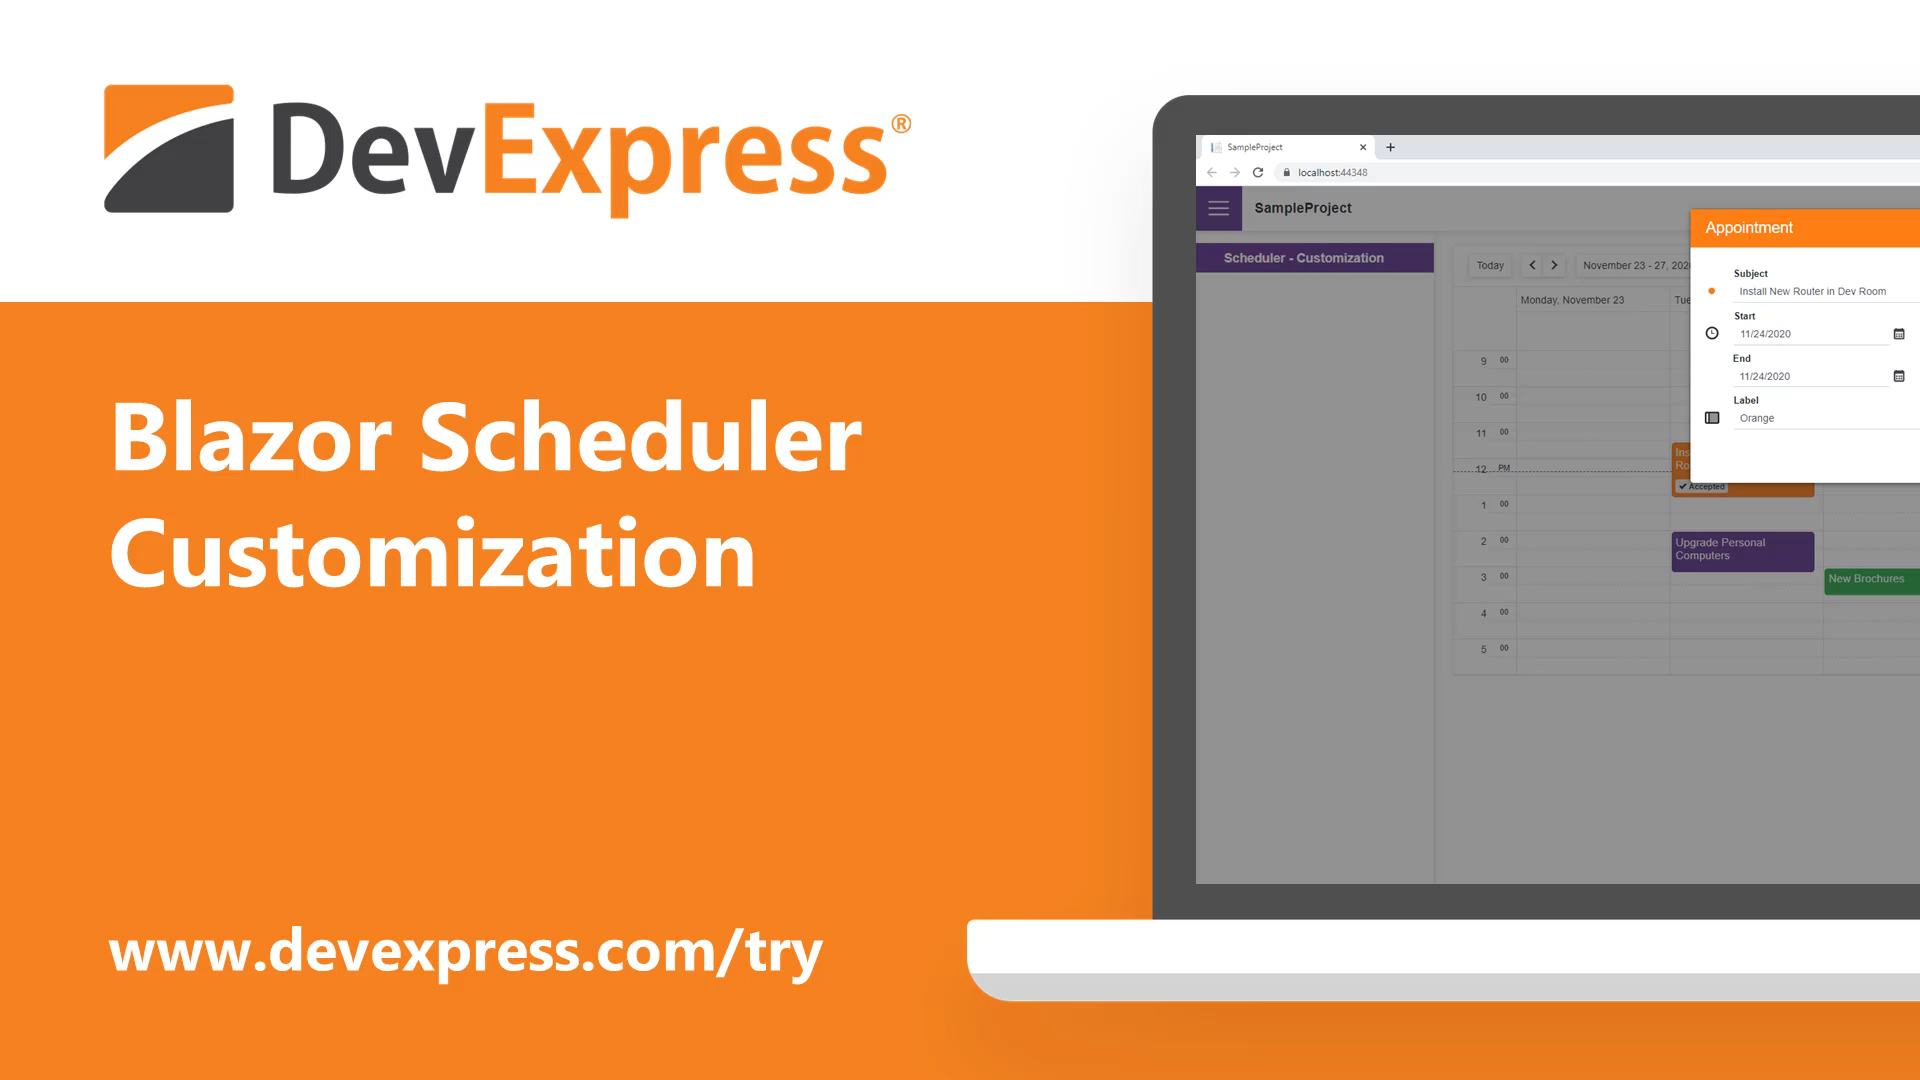 DevExpress®
Blazor Scheduler
Customization
www.devexpress.com/try
SampleProject
localhost:44348
SampleProject
Scheduler - Customization
Today
November 23 - 27, 202
Monday, November 23
Tue
9 00
10 00
11 00
12 PM
1 00
2 00
3 00
4 00
5 00
Ins
Ro
Accepted
Upgrade Personal
Computers
New Brochures
Appointment
Subject
Install New Router in Dev Room
Start
11/24/2020
End
11/24/2020
Label
Orange